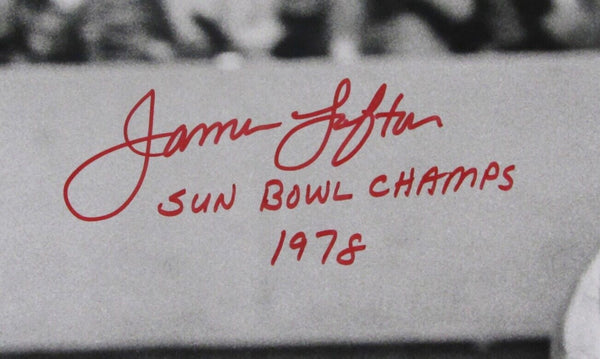 James Lofton
SUN BOWL CHAMPS
1978